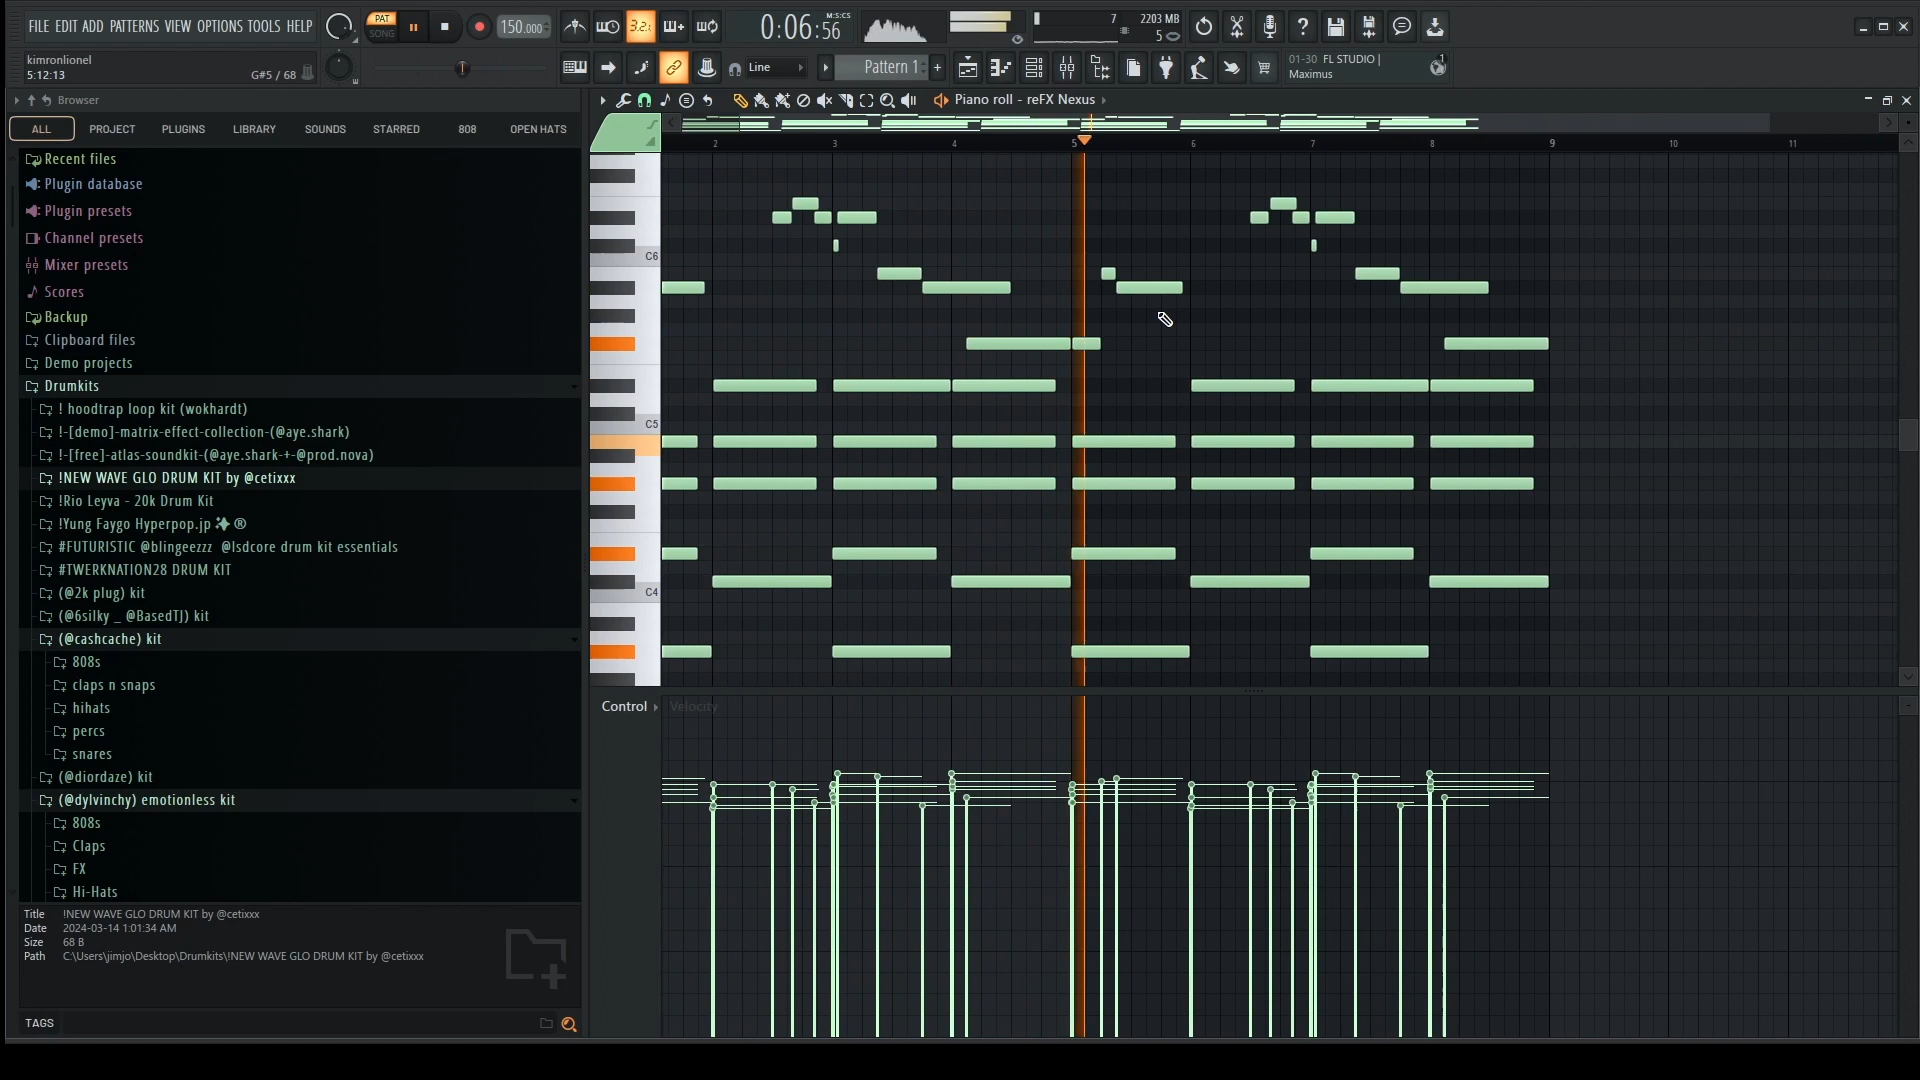 FILE EDIT ADD PATTERNS VIEW OPTIONS TOOLS HELP
PAT
SONG
150.000
3.2.
0:06:56
M:S:CS
7
2203 MB
5
kimronlionel
5:12:13
G#5 / 68
Line
Pattern 1
+
01-30 FL STUDIO |
Maximus
1
Browser
Piano roll - reFX Nexus
ALL
PROJECT
PLUGINS
LIBRARY
SOUNDS
STARRED
808
OPEN HATS
2 3 4 5 6 7 8 9 10 11
Recent files
Plugin database
Plugin presets
Channel presets
Mixer presets
Scores
Backup
Clipboard files
Demo projects
Drumkits
! hoodtrap loop kit (wokhardt)
!-[demo]-matrix-effect-collection-(@aye.shark)
!-[free]-atlas-soundkit-(@aye.shark-+-@prod.nova)
!NEW WAVE GLO DRUM KIT by @cetixxx
!Rio Leyva - 20k Drum Kit
!Yung Faygo Hyperpop.jp ✨ ®
#FUTURISTIC @blingeezzz @lsdcore drum kit essentials
#TWERKNATION28 DRUM KIT
(@2k plug) kit
(@6silky _ @BasedTJ) kit
(@cashcache) kit
808s
claps n snaps
hihats
percs
snares
(@diordaze) kit
(@dylvinchy) emotionless kit
808s
Claps
FX
Hi-Hats
C6
C5
C4
Control
Velocity
Title !NEW WAVE GLO DRUM KIT by @cetixxx
Date 2024-03-14 1:01:34 AM
Size 68 B
Path C:\Users\jimjo\Desktop\Drumkits\!NEW WAVE GLO DRUM KIT by @cetixxx
TAGS